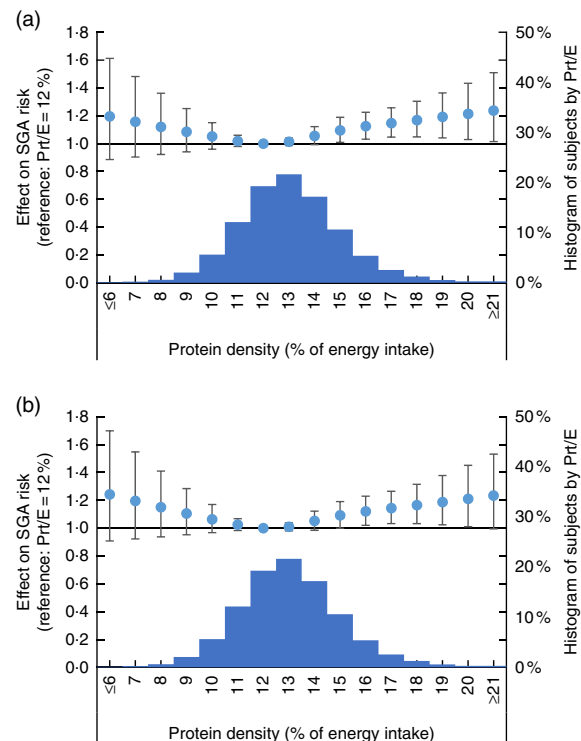 (a)
Effect on SGA risk
(reference: Prt/E = 12 %)
1·8
1·6
1·4
1·2
1·0
0·8
0·6
0·4
0·2
0·0
50 %
40 %
30 %
20 %
10 %
0 %
Histogram of subjects by Prt/E
≤6 7 8 9 10 11 12 13 14 15 16 17 18 19 20 ≥21
Protein density (% of energy intake)
(b)
Effect on SGA risk
(reference: Prt/E = 12 %)
1·8
1·6
1·4
1·2
1·0
0·8
0·6
0·4
0·2
0·0
50 %
40 %
30 %
20 %
10 %
0 %
Histogram of subjects by Prt/E
≤6 7 8 9 10 11 12 13 14 15 16 17 18 19 20 ≥21
Protein density (% of energy intake)